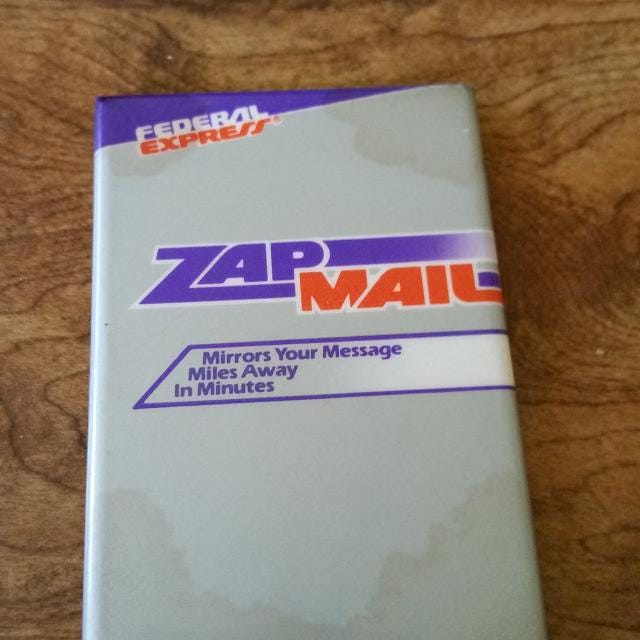 FEDERAL
EXPRESS®
ZAP
MAIL
Mirrors Your Message
Miles Away
In Minutes